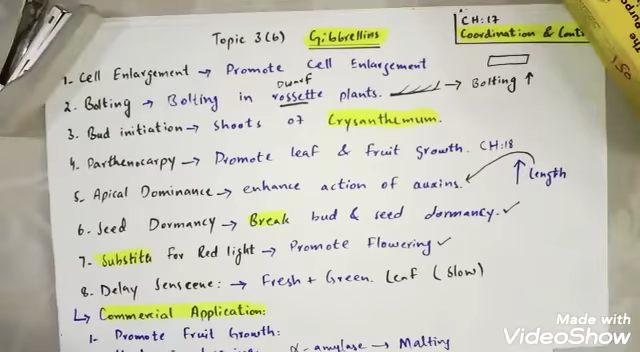 CH:17
Topic 3(b) Gibbrellins
Coordination & Cont
1- Cell Enlargement → Promote Cell Enlargement
Dwarf
2. Bolting → Bolting in rossette plants. → Bolting ↑
3. Bud initiation → Shoots of Crysanthemum.
4. Parthenocarpy → Promote leaf & fruit growth. CH:18
5. Apical Dominance → enhance action of auxins. ↑ length
6. Seed Dormancy → Break bud & seed dormancy. ✓
7- Substitu for Red light → Promote Flowering ✓
8. Delay Senscene: → Fresh + Green. Leaf (Slow)
↳ Commercial Application:
1- Promote Fruit Growth:
α-amylase → Malting
Made with
VideoShow